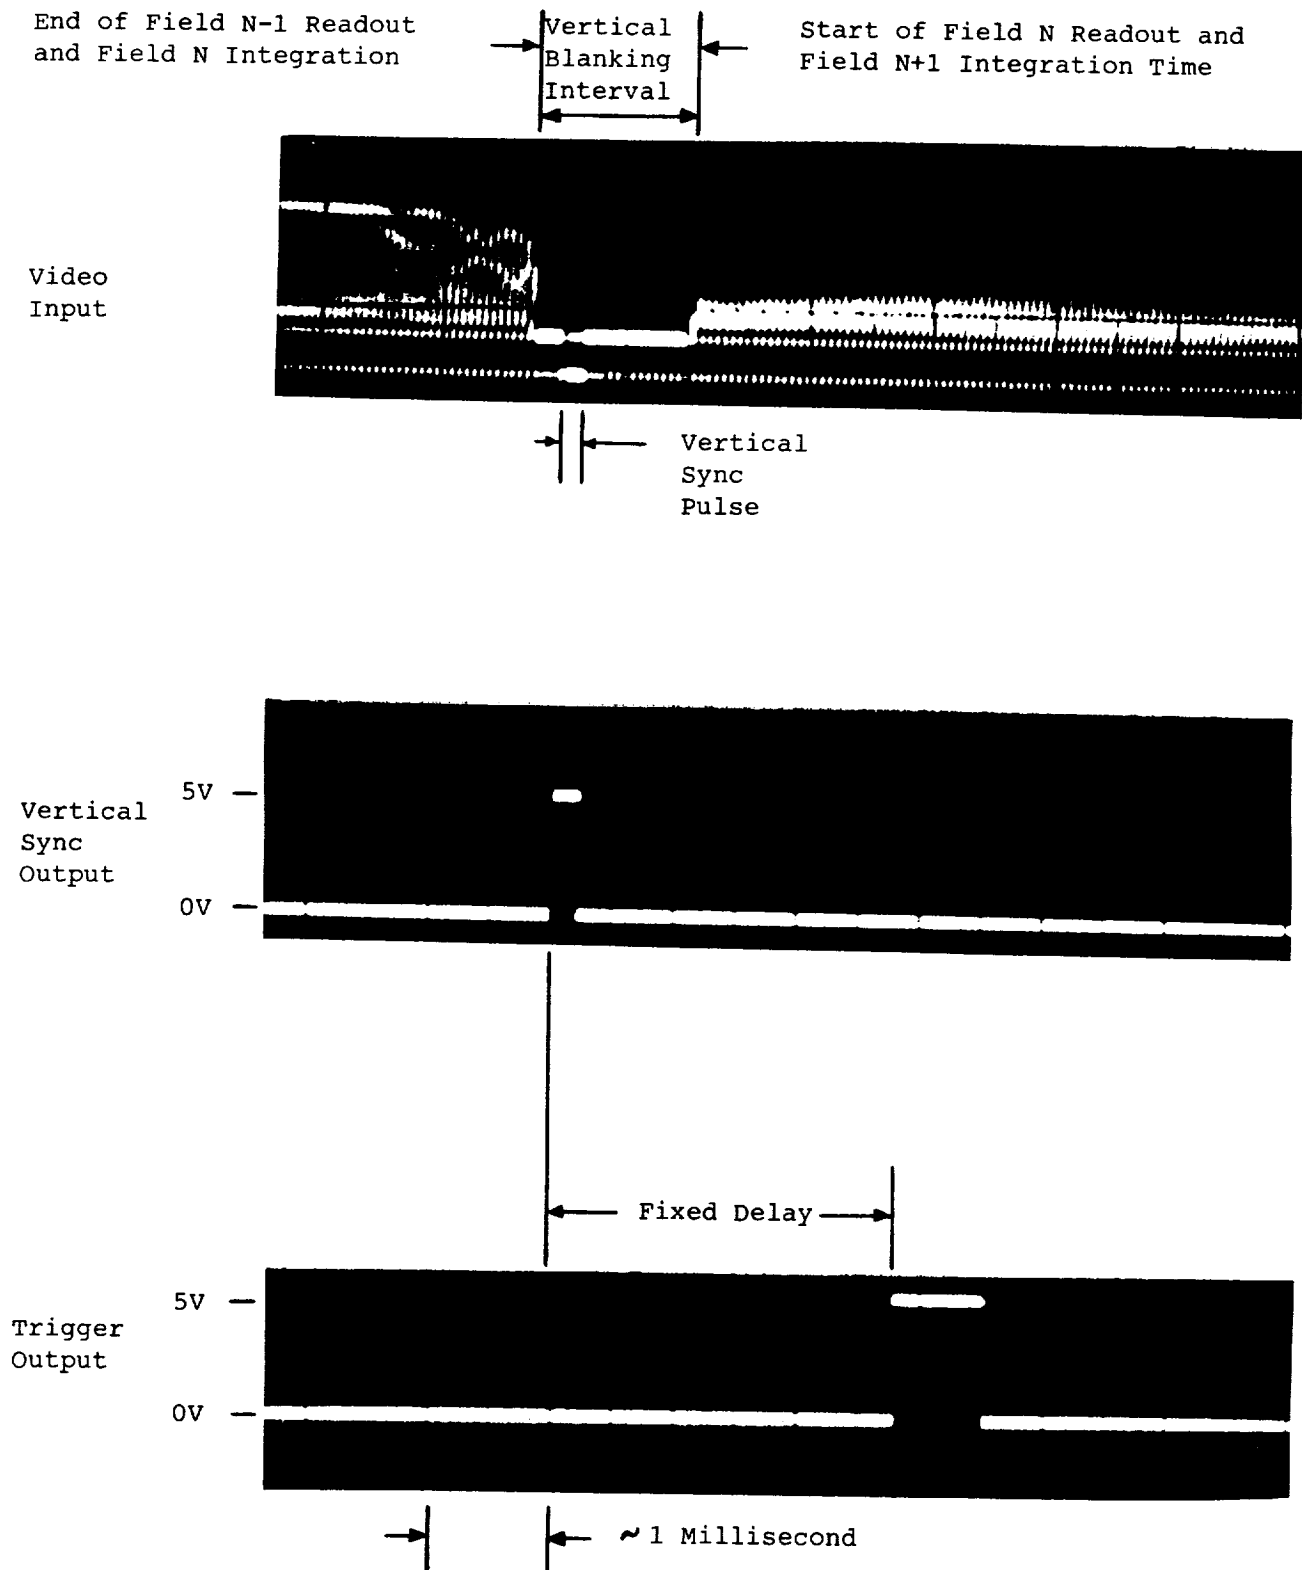 End of Field N-1 Readout
and Field N Integration
Vertical
Blanking
Interval
Start of Field N Readout and
Field N+1 Integration Time
Video
Input
Vertical
Sync
Pulse
Vertical
Sync
Output
5V
0V
Fixed Delay
Trigger
Output
5V
0V
~1 Millisecond